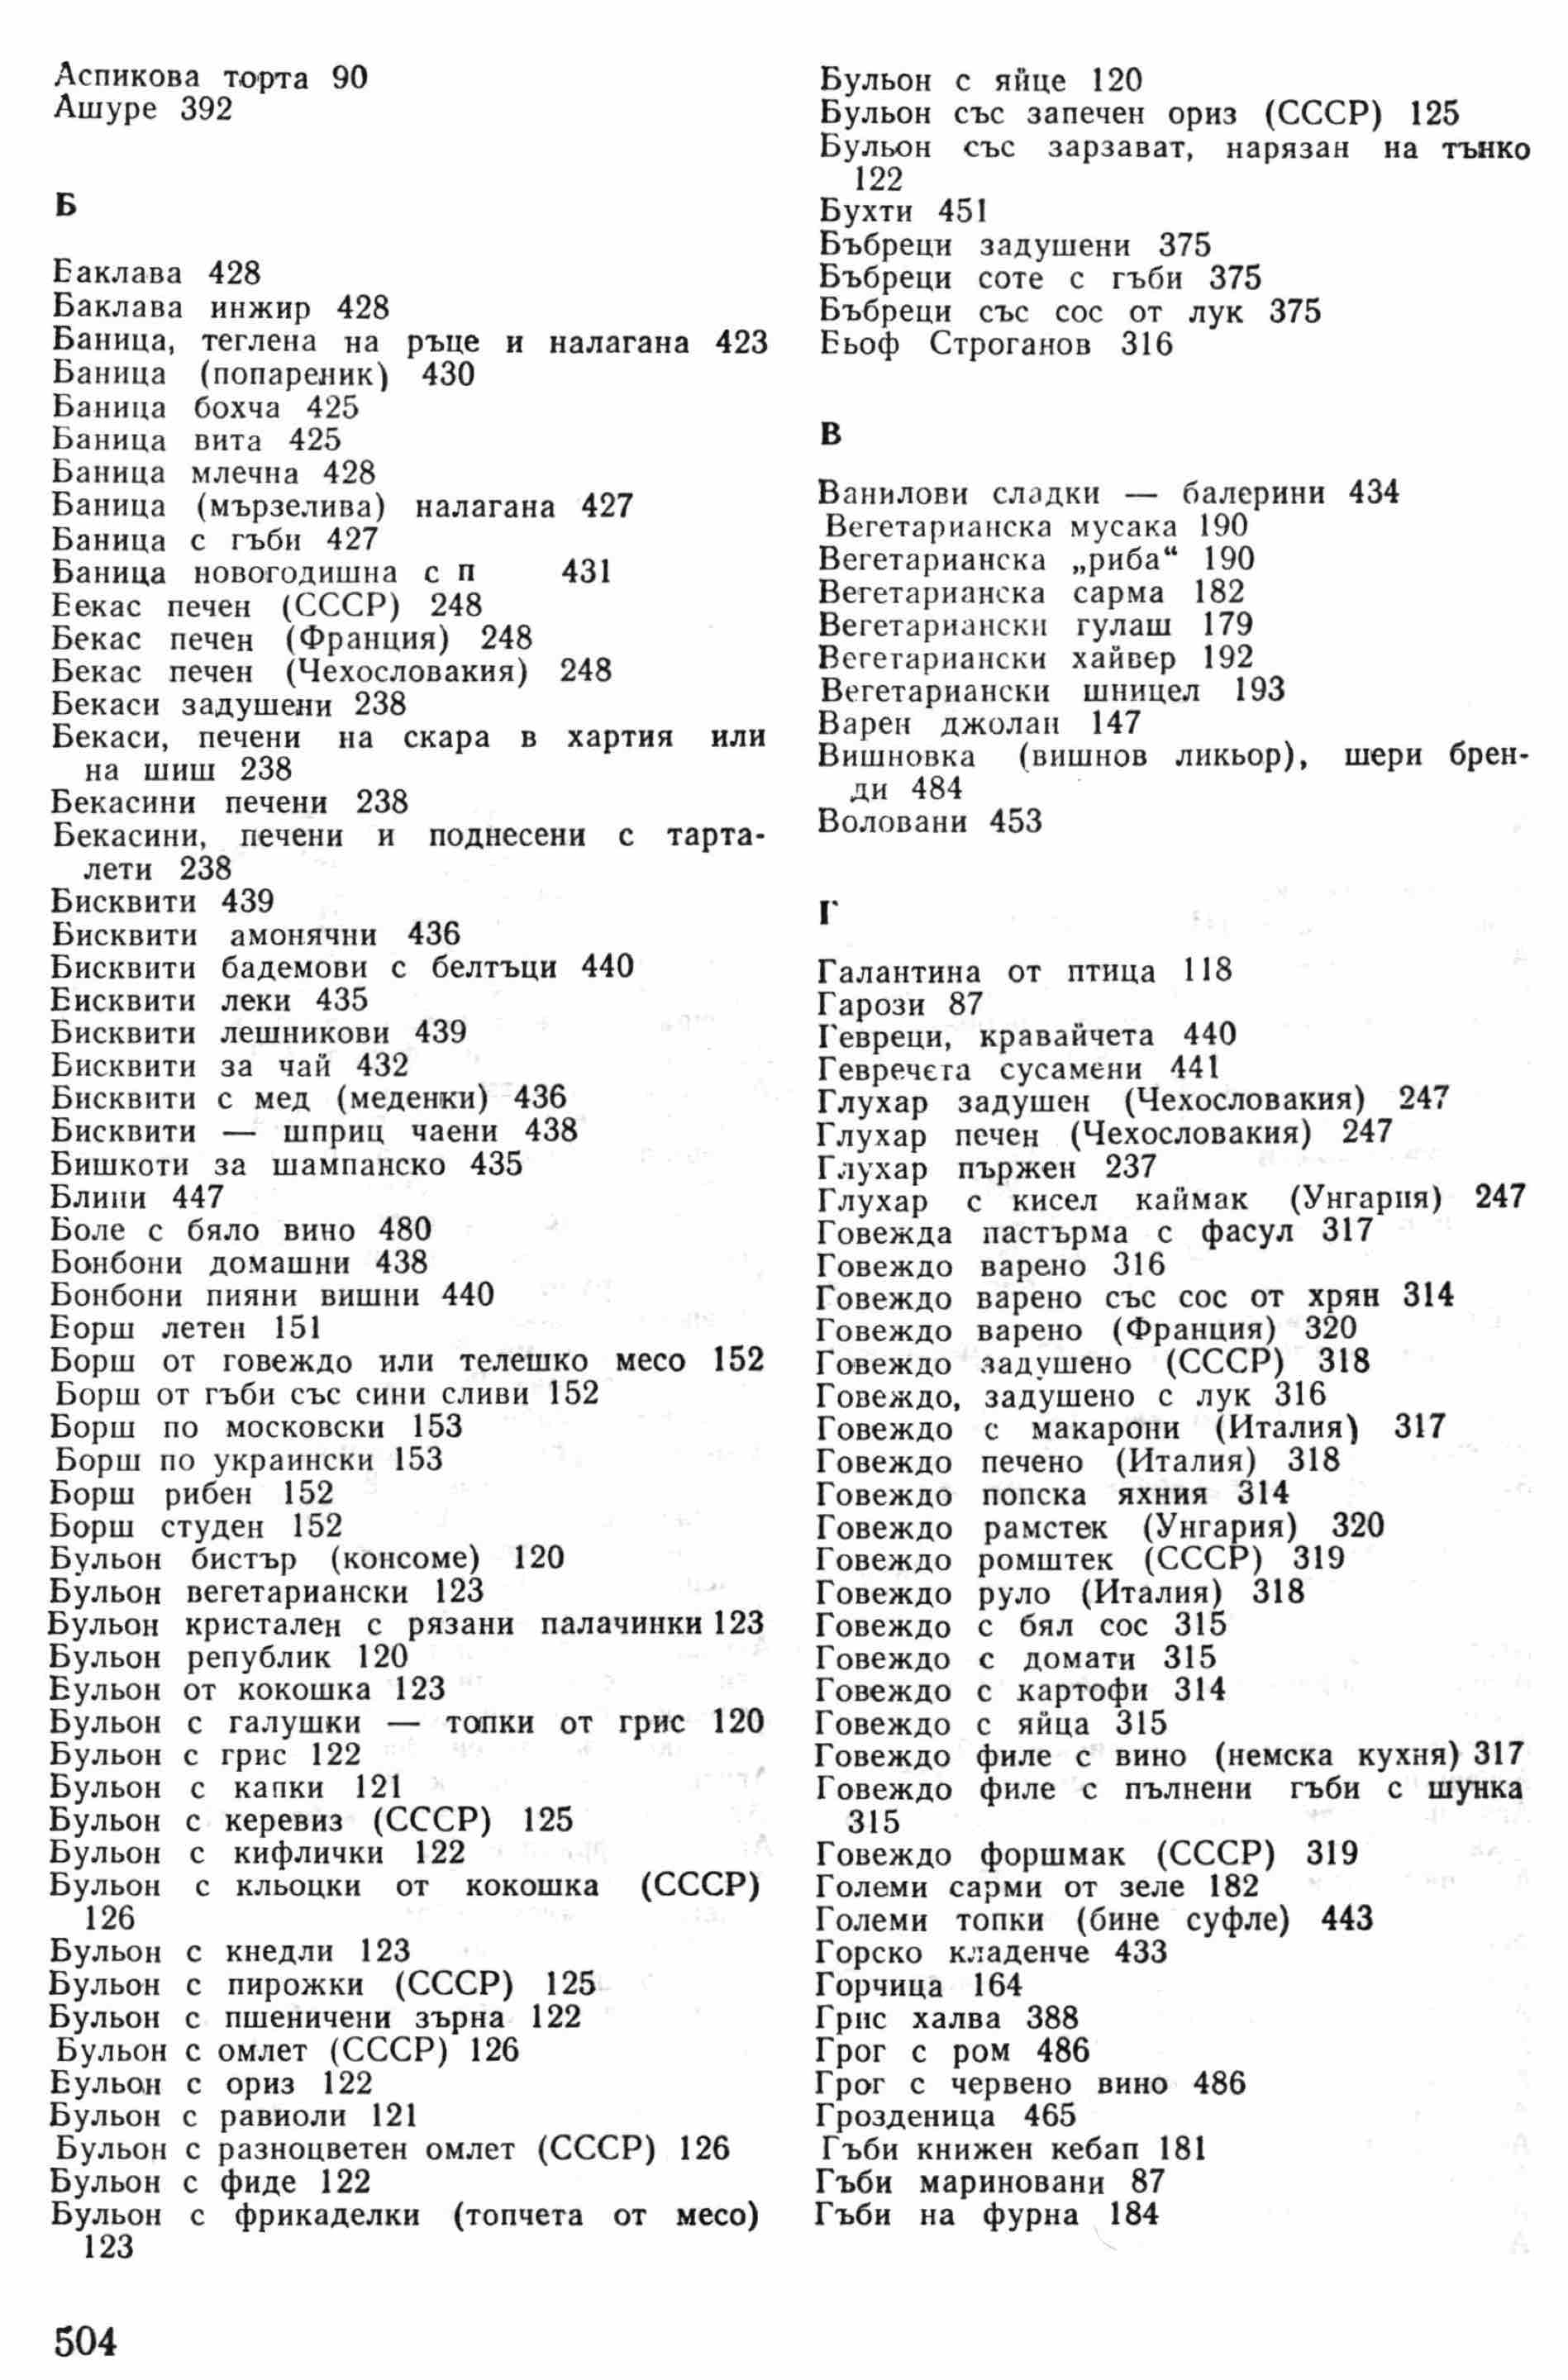 Аспикова торта 90
Ашуре 392
Б
Баклава 428
Баклава инжир 428
Баница, теглена на ръце и налагана 423
Баница (попареник) 430
Баница бохча 425
Баница вита 425
Баница млечна 428
Баница (мързелива) налагана 427
Баница с гъби 427
Баница новогодишна с п 431
Бекас печен (СССР) 248
Бекас печен (Франция) 248
Бекас печен (Чехословакия) 248
Бекаси задушени 238
Бекаси, печени на скара в хартия или
на шиш 238
Бекасини печени 238
Бекасини, печени и поднесени с тарта-
лети 238
Бисквити 439
Бисквити амонячни 436
Бисквити бадемови с белтъци 440
Бисквити леки 435
Бисквити лешникови 439
Бисквити за чай 432
Бисквити с мед (меденки) 436
Бисквити — шприц чаени 438
Бишкоти за шампанско 435
Блини 447
Боле с бяло вино 480
Бонбони домашни 438
Бонбони пияни вишни 440
Борш летен 151
Борш от говеждо или телешко месо 152
Борш от гъби със сини сливи 152
Борш по московски 153
Борш по украински 153
Борш рибен 152
Борш студен 152
Бульон бистър (консоме) 120
Бульон вегетариански 123
Бульон кристален с рязани палачинки 123
Бульон републик 120
Бульон от кокошка 123
Бульон с галушки — топки от грис 120
Бульон с грис 122
Бульон с капки 121
Бульон с керевиз (СССР) 125
Бульон с кифлички 122
Бульон с кльоцки от кокошка (СССР)
126
Бульон с кнедли 123
Бульон с пирожки (СССР) 125
Бульон с пшеничени зърна 122
Бульон с омлет (СССР) 126
Бульон с ориз 122
Бульон с равиоли 121
Бульон с разноцветен омлет (СССР) 126
Бульон с фиде 122
Бульон с фрикаделки (топчета от месо)
123
504
Бульон с яйце 120
Бульон със запечен ориз (СССР) 125
Бульон със зарзават, нарязан на тънко
122
Бухти 451
Бъбреци задушени 375
Бъбреци соте с гъби 375
Бъбреци със сос от лук 375
Бьоф Строганов 316
В
Ванилови сладки — балерини 434
Вегетарианска мусака 190
Вегетарианска „риба“ 190
Вегетарианска сарма 182
Вегетариански гулаш 179
Вегетариански хайвер 192
Вегетариански шницел 193
Варен джолан 147
Вишновка (вишнов ликьор), шери брен-
ди 484
Воловани 453
Г
Галантина от птица 118
Гарози 87
Гевреци, кравайчета 440
Гевречета сусамени 441
Глухар задушен (Чехословакия) 247
Глухар печен (Чехословакия) 247
Глухар пържен 237
Глухар с кисел каймак (Унгария) 247
Говежда пастърма с фасул 317
Говеждо варено 316
Говеждо варено със сос от хрян 314
Говеждо варено (Франция) 320
Говеждо задушено (СССР) 318
Говеждо, задушено с лук 316
Говеждо с макарони (Италия) 317
Говеждо печено (Италия) 318
Говеждо попска яхния 314
Говеждо рамстек (Унгария) 320
Говеждо ромштек (СССР) 319
Говеждо руло (Италия) 318
Говеждо с бял сос 315
Говеждо с домати 315
Говеждо с картофи 314
Говеждо с яйца 315
Говеждо филе с вино (немска кухня) 317
Говеждо филе с пълнени гъби с шунка
315
Говеждо форшмак (СССР) 319
Големи сарми от зеле 182
Големи топки (бине суфле) 443
Горско кладенче 433
Горчица 164
Грис халва 388
Грог с ром 486
Грог с червено вино 486
Грозденица 465
Гъби книжен кебап 181
Гъби мариновани 87
Гъби на фурна 184